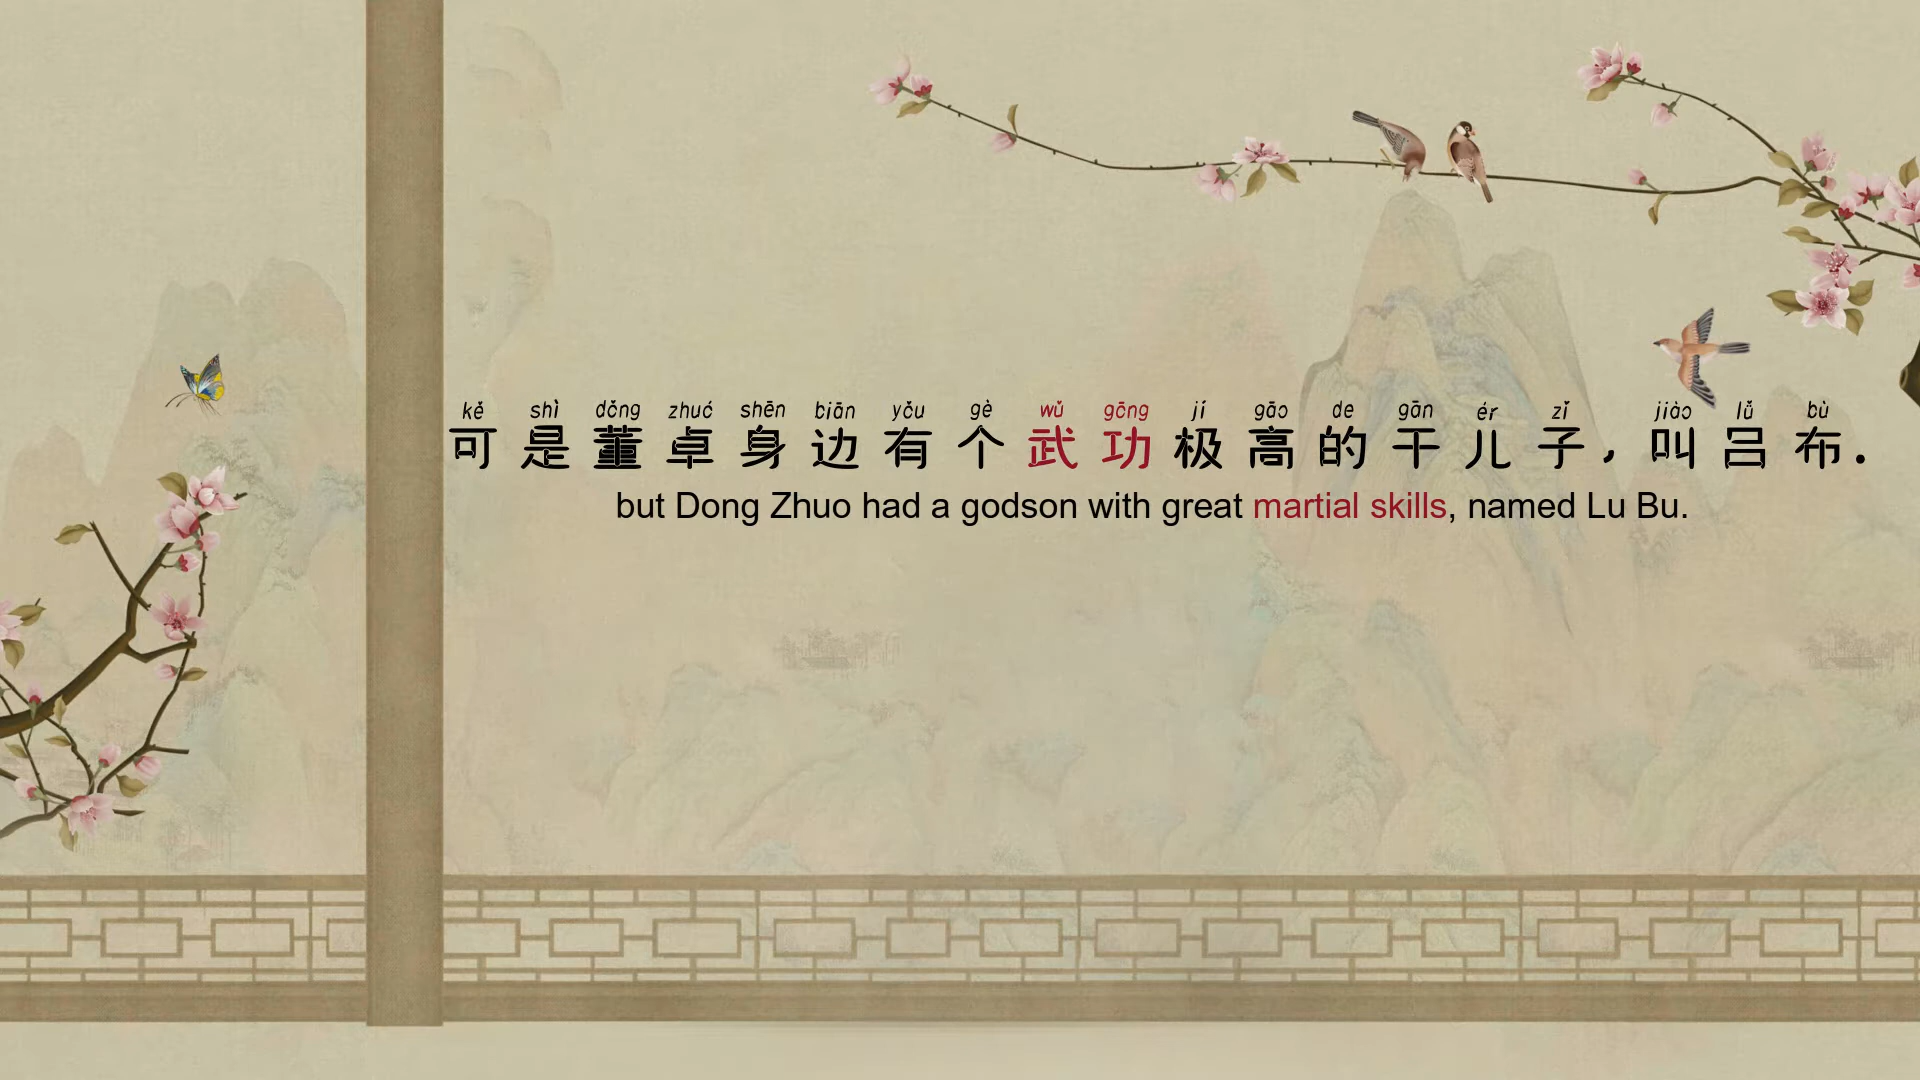 kě shì dǒng zhuó shēn biān yǒu gè wǔ gōng jí gāo de gān ér zǐ jiào lǚ bù
可是董卓身边有个武功极高的干儿子，叫吕布.
but Dong Zhuo had a godson with great martial skills, named Lu Bu.